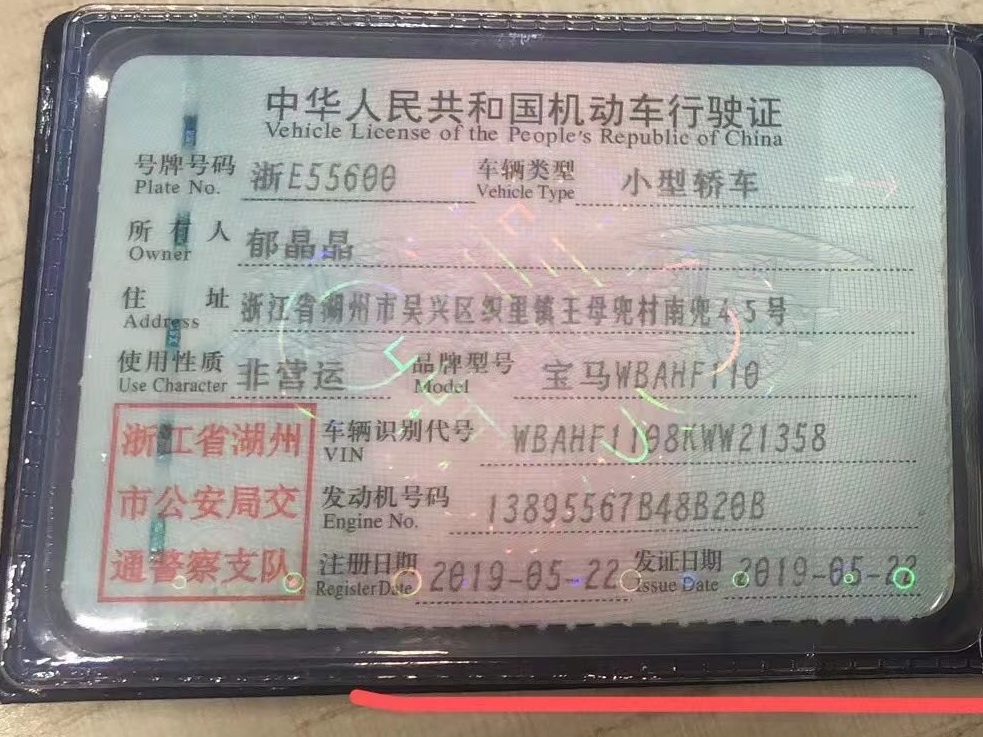 中华人民共和国机动车行驶证
Vehicle License of the People's Republic of China
号牌号码 浙E55600 车辆类型 小型轿车
Plate No. Vehicle Type
所有人 郁晶晶
Owner
住址 浙江省湖州市吴兴区织里镇王母兜村南兜45号
Address
使用性质 非营运 品牌型号 宝马WBAHF110
Use Character Model
浙江省湖州 车辆识别代号 WBAHF1108KWW21358
VIN
市公安局交 发动机号码 13895567B48B20B
Engine No.
通警察支队 注册日期 2019-05-22 发证日期 2019-05-22
Register Date Issue Date